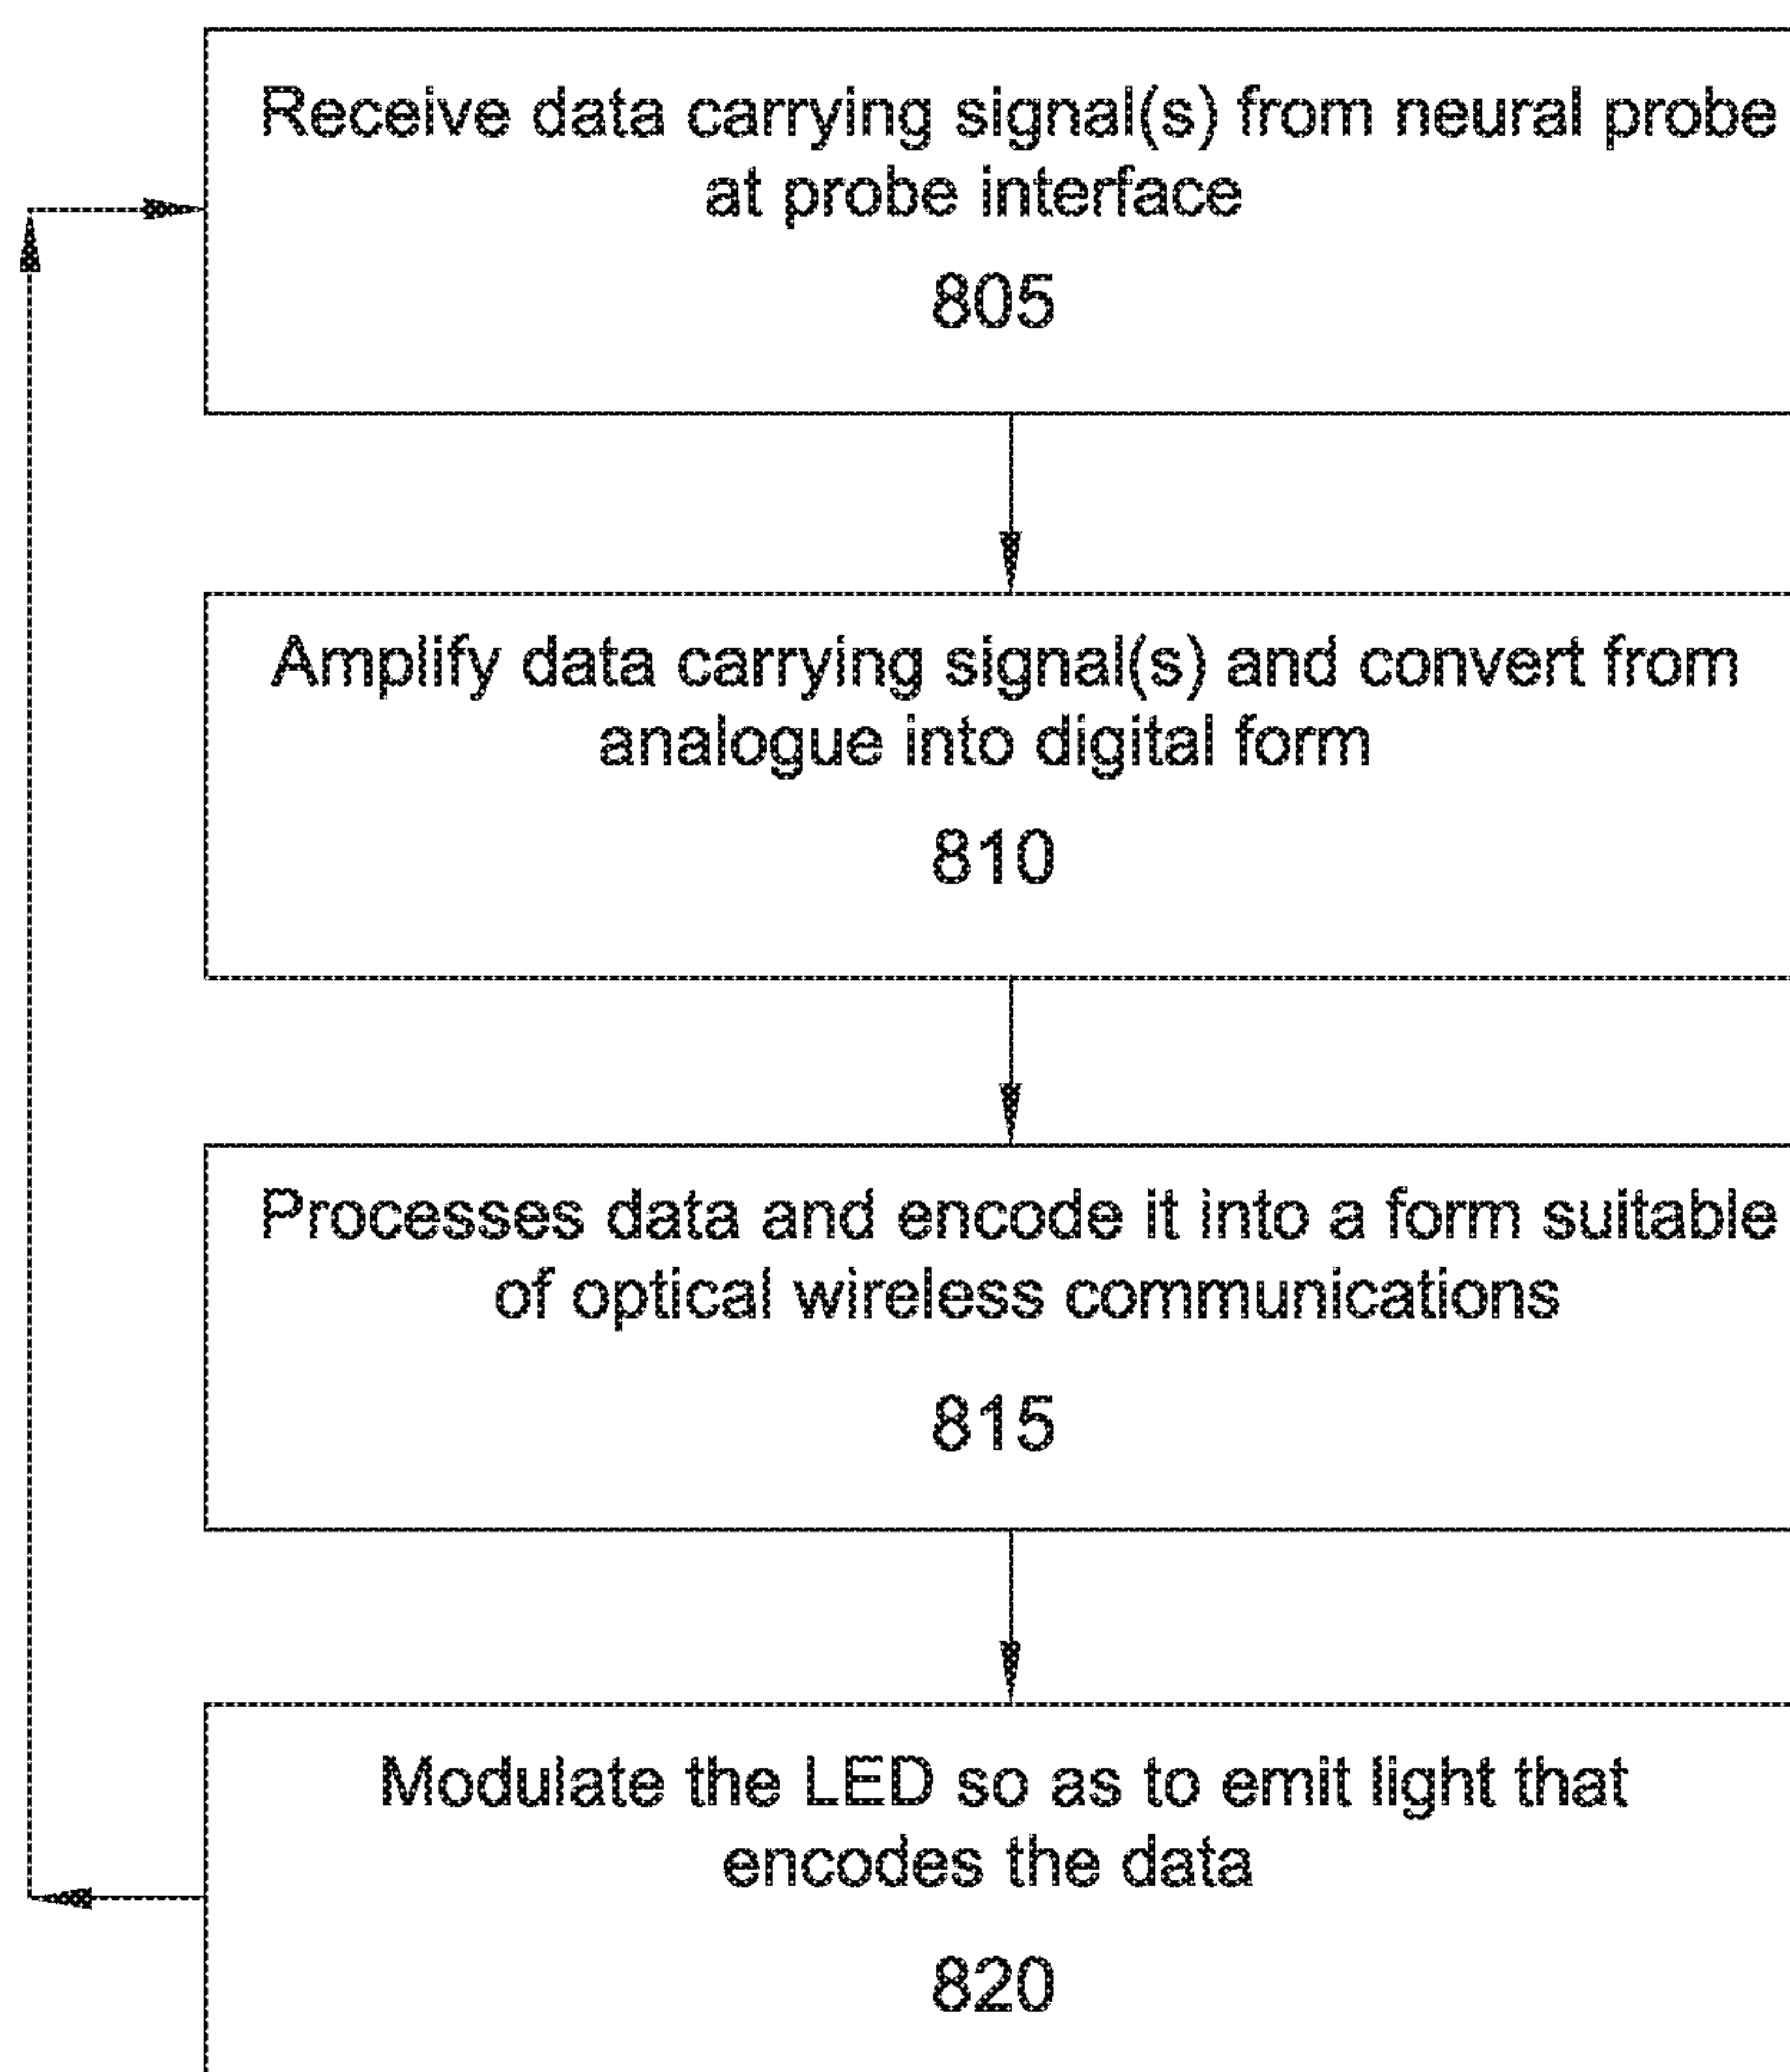 Receive data carrying signal(s) from neural probe
at probe interface
805
Amplify data carrying signal(s) and convert from
analogue into digital form
810
Processes data and encode it into a form suitable
of optical wireless communications
815
Modulate the LED so as to emit light that
encodes the data
820